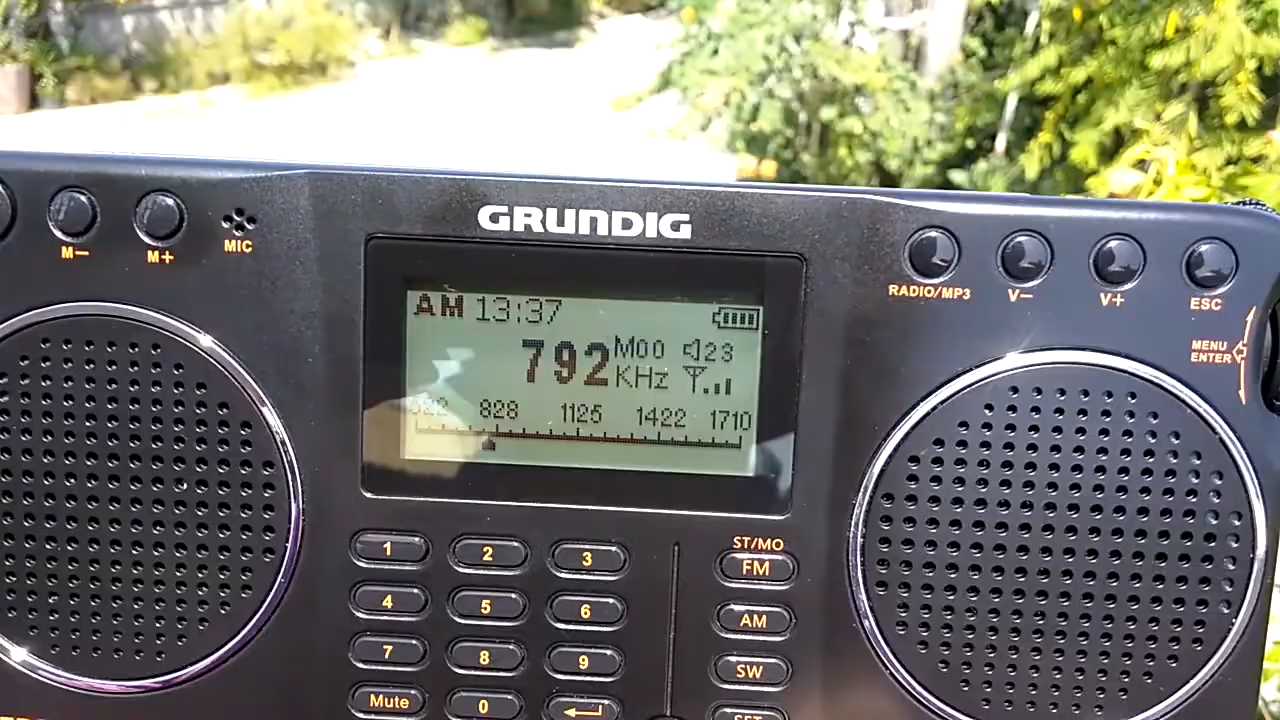 GRUNDIG
M−
M+
MIC
RADIO/MP3
V−
V+
ESC
MENU
ENTER
AM 13:37
792 M00 23
KHz
522 828 1125 1422 1710
ST/MO
1 2 3 FM
4 5 6 AM
7 8 9 SW
Mute 0